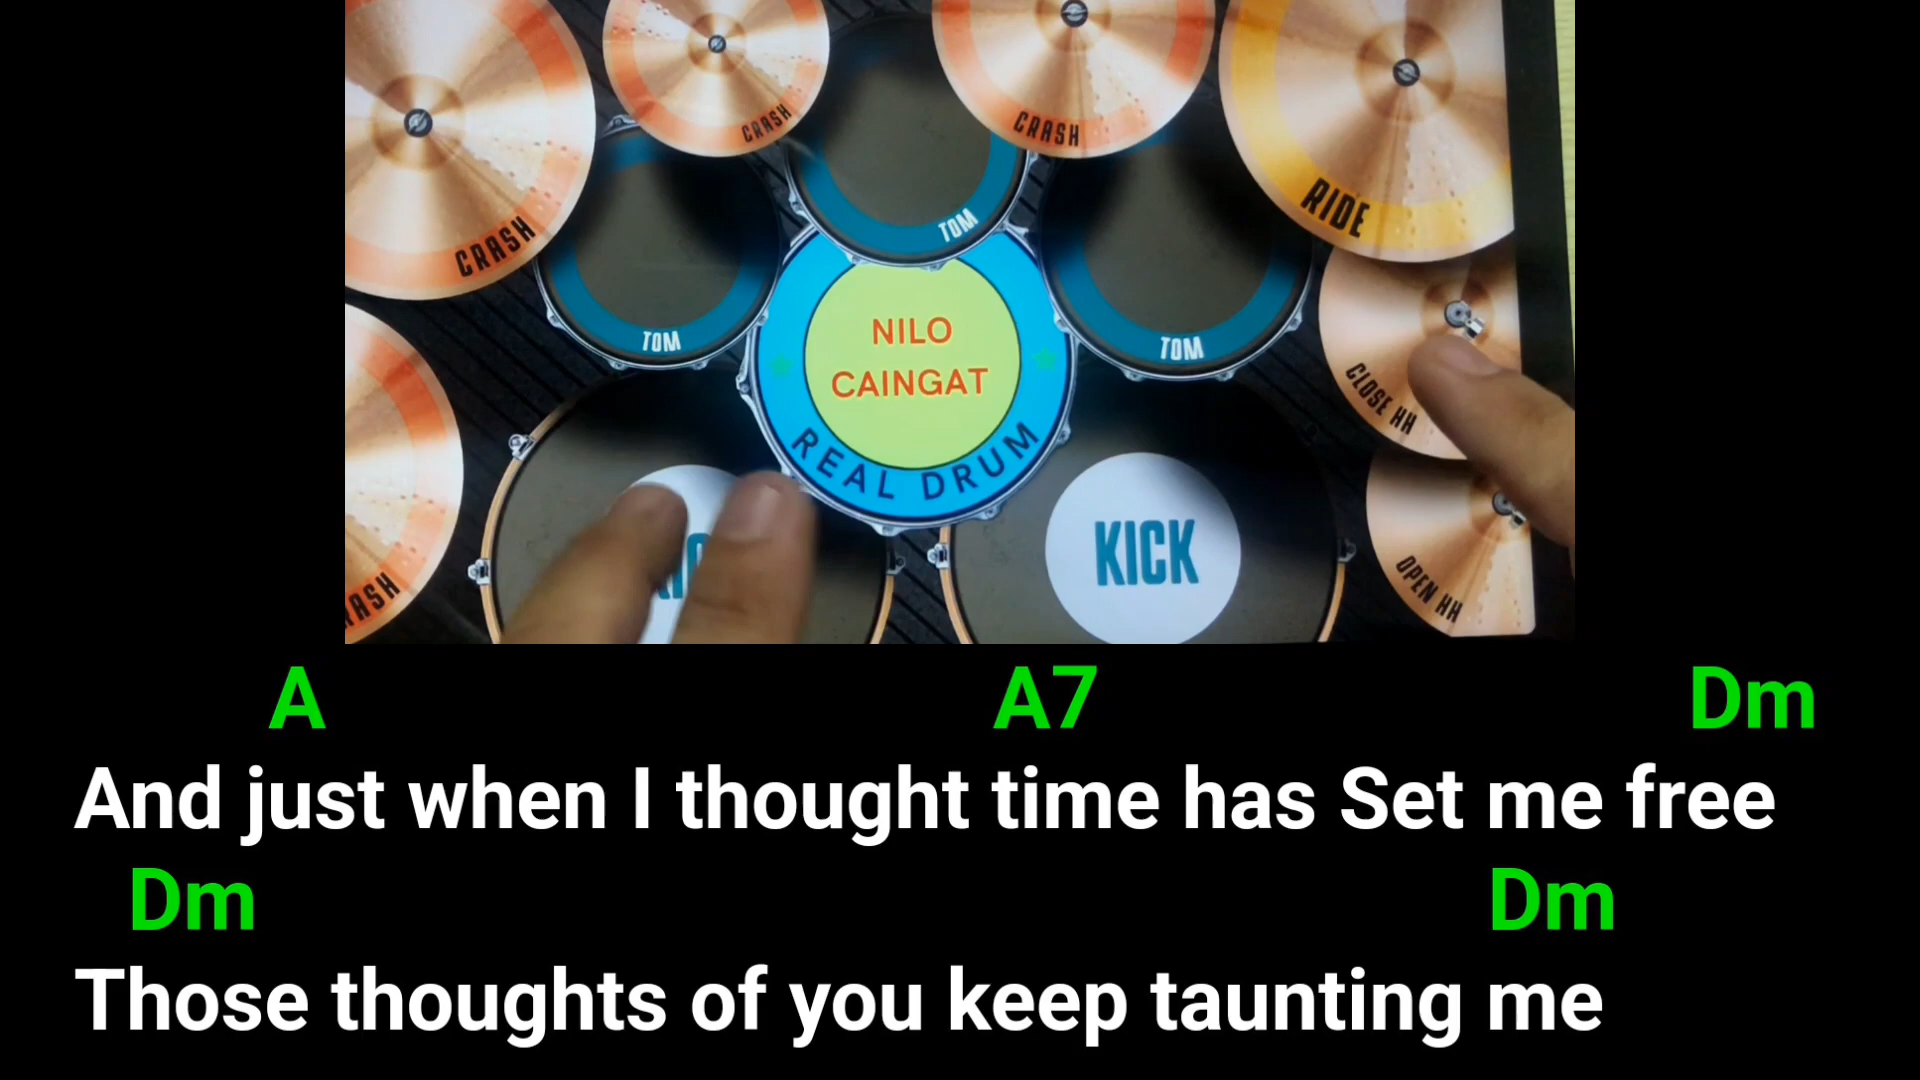 CRASH
CRASH
CRASH
RIDE
TOM
TOM
TOM
NILO
CAINGAT
REAL DRUM
CLOSE HH
KICK
OPEN HH
A A7 Dm
And just when I thought time has Set me free
Dm Dm
Those thoughts of you keep taunting me